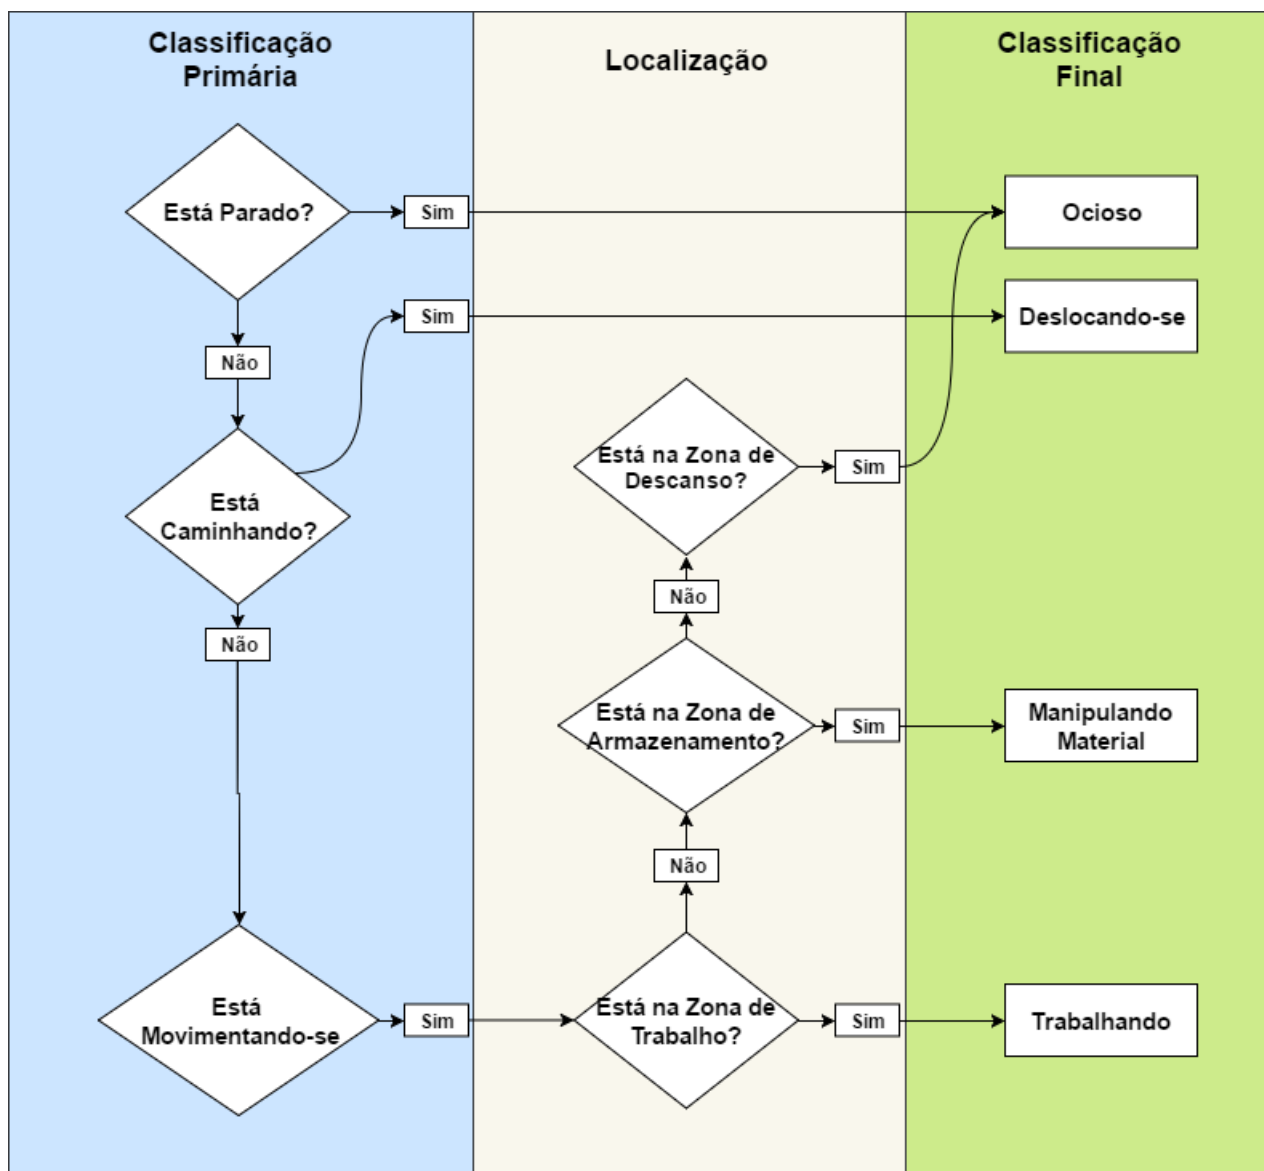 Classificação
Primária
Localização
Classificação
Final
Está Parado?
Sim
Ocioso
Sim
Deslocando-se
Não
Está na Zona de
Descanso?
Sim
Está
Caminhando?
Não
Não
Está na Zona de
Armazenamento?
Sim
Manipulando
Material
Não
Está
Movimentando-se
Sim
Está na Zona de
Trabalho?
Sim
Trabalhando